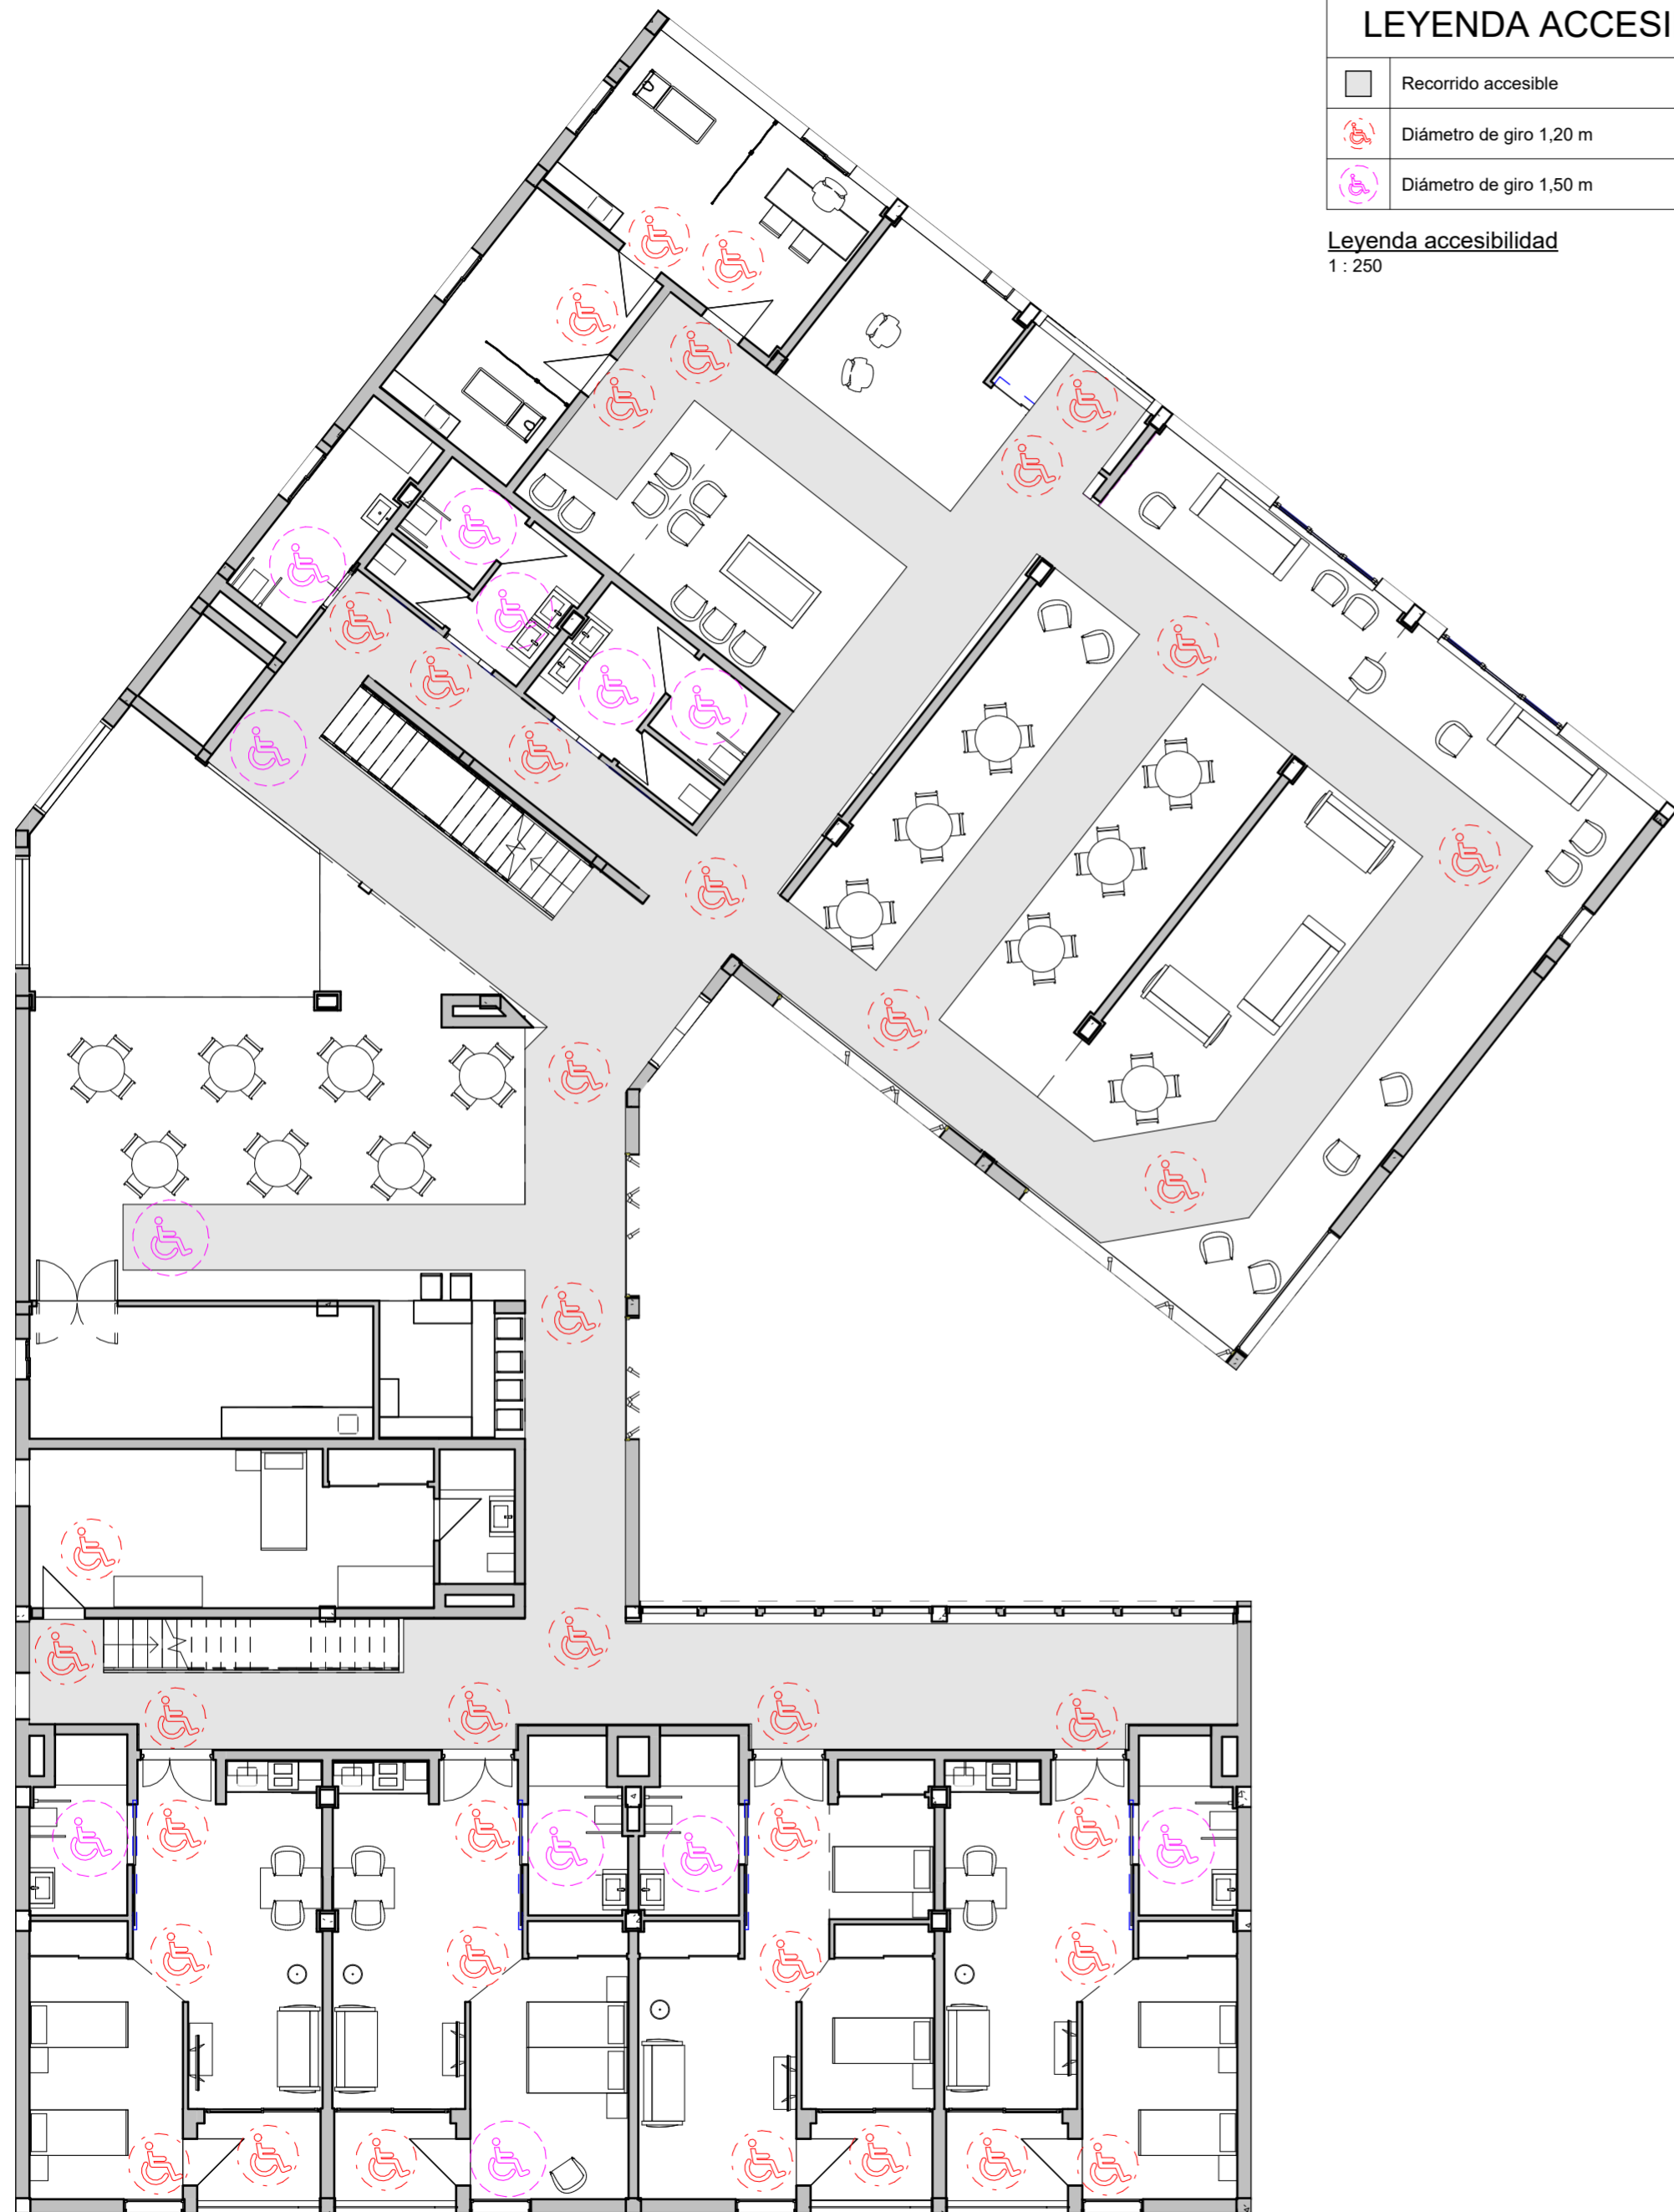 LEYENDA ACCESI
Recorrido accesible
Diámetro de giro 1,20 m
Diámetro de giro 1,50 m
Leyenda accesibilidad
1 : 250